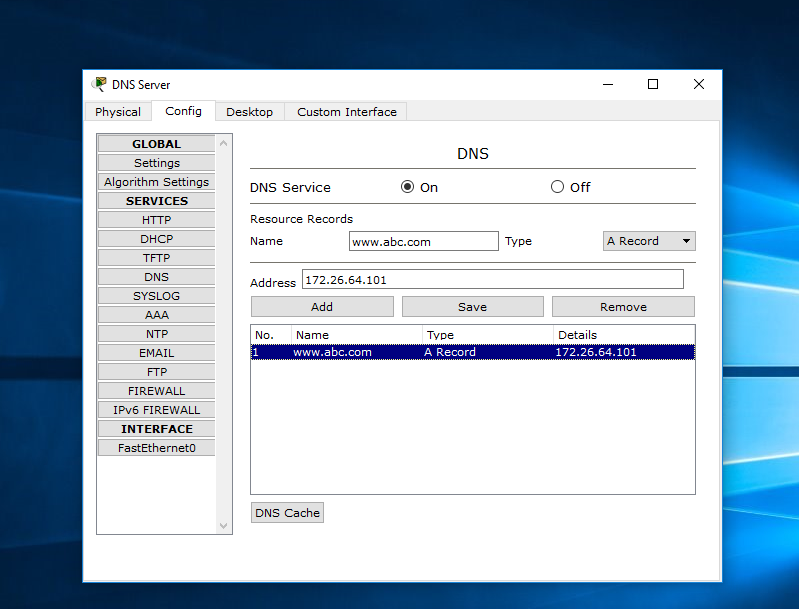 DNS Server
Physical Config Desktop Custom Interface
GLOBAL
Settings
Algorithm Settings
SERVICES
HTTP
DHCP
TFTP
DNS
SYSLOG
AAA
NTP
EMAIL
FTP
FIREWALL
IPv6 FIREWALL
INTERFACE
FastEthernet0
DNS
DNS Service On Off
Resource Records
Name www.abc.com Type A Record
Address 172.26.64.101
Add Save Remove
No. Name Type Details
1 www.abc.com A Record 172.26.64.101
DNS Cache